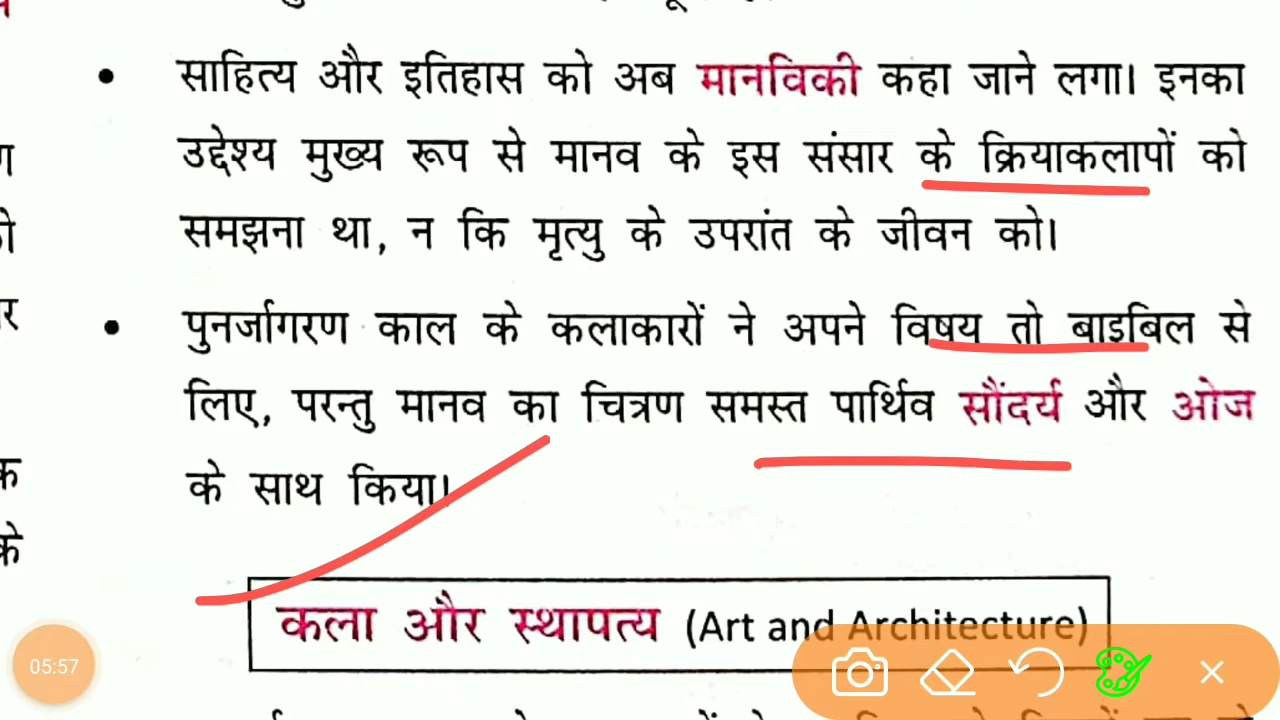 • साहित्य और इतिहास को अब मानविकी कहा जाने लगा। इनका
उद्देश्य मुख्य रूप से मानव के इस संसार के क्रियाकलापों को
समझना था, न कि मृत्यु के उपरांत के जीवन को।
• पुनर्जागरण काल के कलाकारों ने अपने विषय तो बाइबिल से
लिए, परन्तु मानव का चित्रण समस्त पार्थिव सौंदर्य और ओज
के साथ किया।
कला और स्थापत्य (Art and Architecture)
05:57